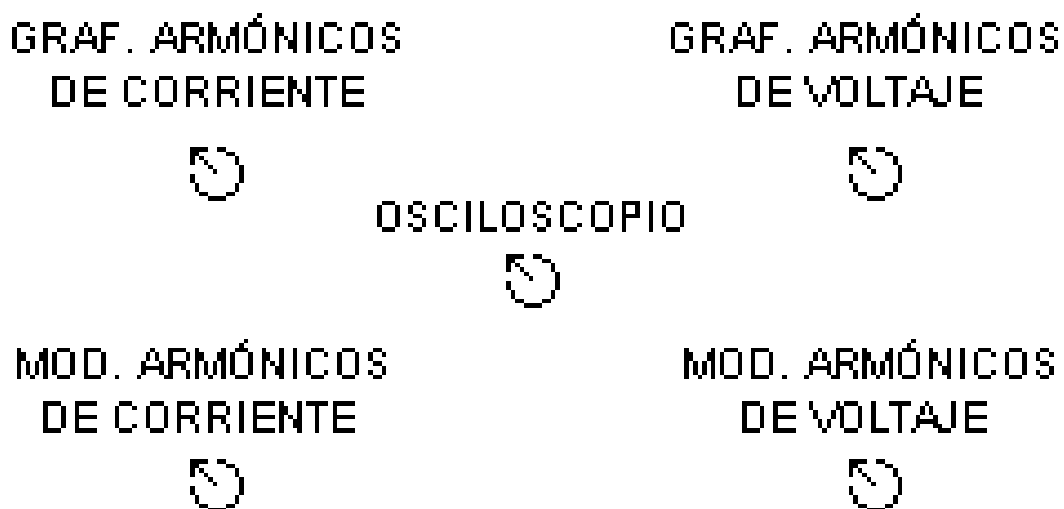 GRAF. ARMÓNICOS
DE CORRIENTE
GRAF. ARMÓNICOS
DE VOLTAJE
OSCILOSCOPIO
MOD. ARMÓNICOS
DE CORRIENTE
MOD. ARMÓNICOS
DE VOLTAJE